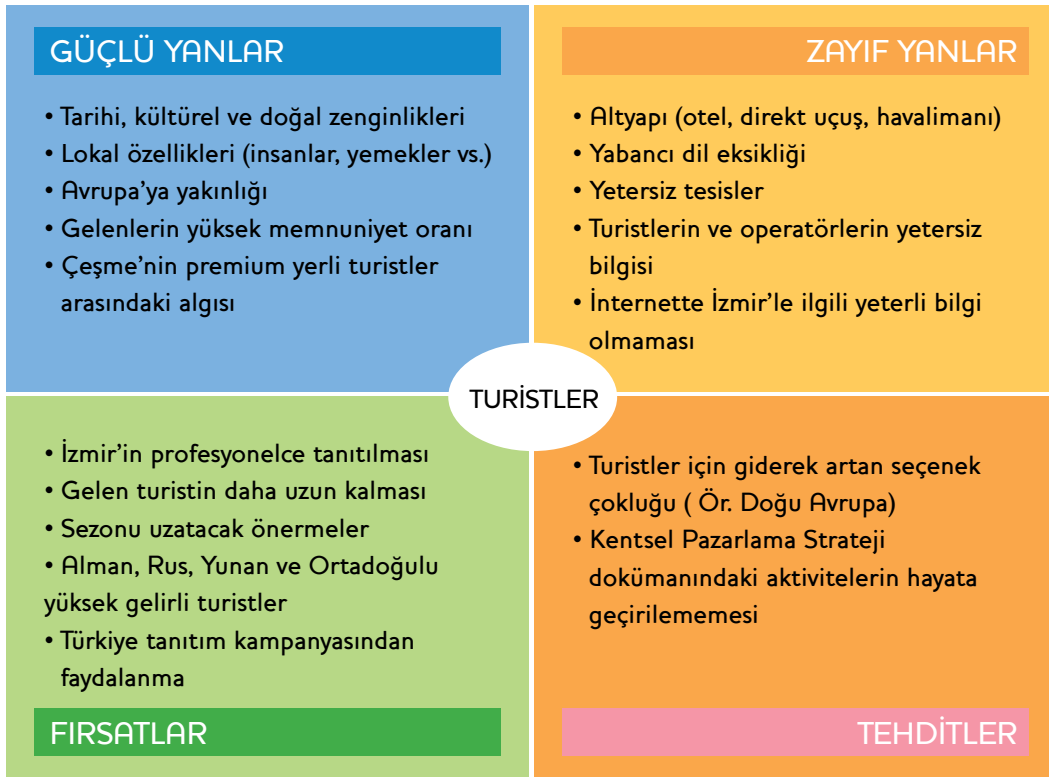 GÜÇLÜ YANLAR
• Tarihi, kültürel ve doğal zenginlikleri
• Lokal özellikleri (insanlar, yemekler vs.)
• Avrupa’ya yakınlığı
• Gelenlerin yüksek memnuniyet oranı
• Çeşme’nin premium yerli turistler
arasındaki algısı
ZAYIF YANLAR
• Altyapı (otel, direkt uçuş, havalimanı)
• Yabancı dil eksikliği
• Yetersiz tesisler
• Turistlerin ve operatörlerin yetersiz
bilgisi
• İnternette İzmir’le ilgili yeterli bilgi
olmaması
TURİSTLER
• İzmir’in profesyonelce tanıtılması
• Gelen turistin daha uzun kalması
• Sezonu uzatacak önermeler
• Alman, Rus, Yunan ve Ortadoğulu
yüksek gelirli turistler
• Türkiye tanıtım kampanyasından
faydalanma
FIRSATLAR
• Turistler için giderek artan seçenek
çokluğu ( Ör. Doğu Avrupa)
• Kentsel Pazarlama Strateji
dokümanındaki aktivitelerin hayata
geçirilememesi
TEHDİTLER